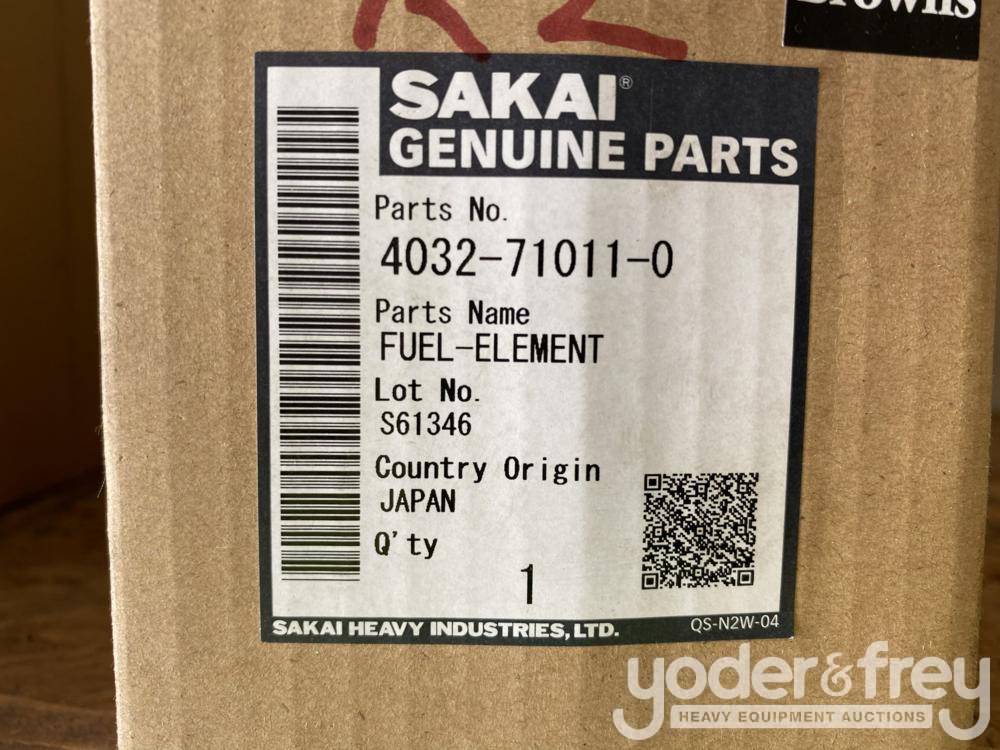 Browns
SAKAI®
GENUINE PARTS
Parts No.
4032-71011-0
Parts Name
FUEL-ELEMENT
Lot No.
S61346
Country Origin
JAPAN
Q'ty
1
SAKAI HEAVY INDUSTRIES, LTD.
QS-N2W-04
yoder&frey
HEAVY EQUIPMENT AUCTIONS